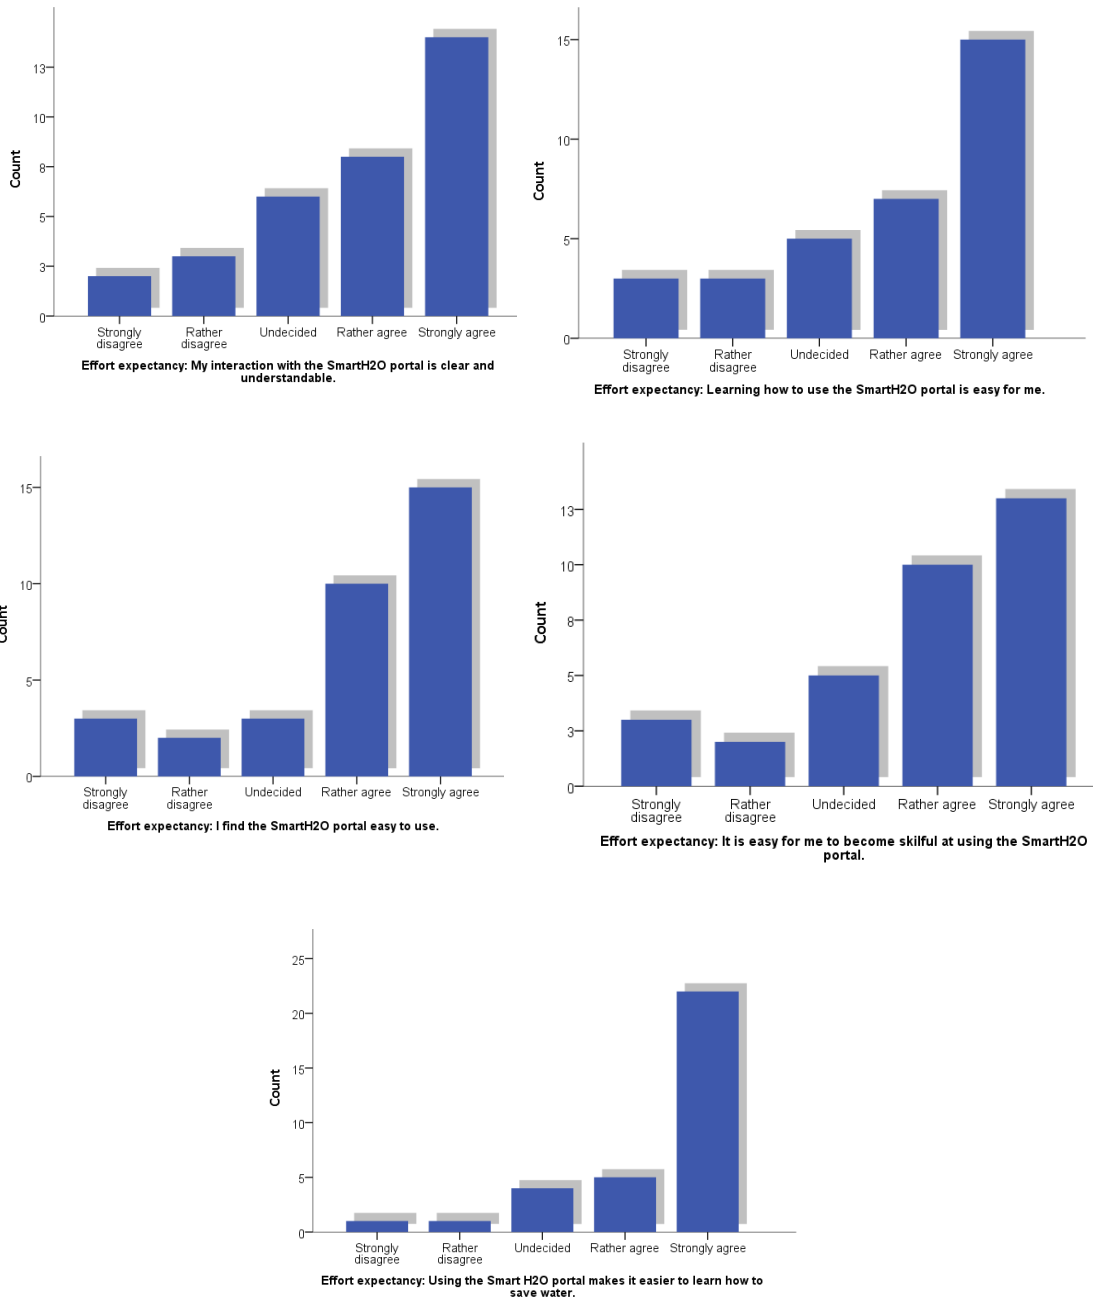 Count
13
10
8
5
3
0
Strongly
disagree
Rather
disagree
Undecided
Rather agree
Strongly agree
Effort expectancy: My interaction with the SmartH2O portal is clear and
understandable.
Count
15
10
5
0
Strongly
disagree
Rather
disagree
Undecided
Rather agree
Strongly agree
Effort expectancy: Learning how to use the SmartH2O portal is easy for me.
Count
15
10
5
0
Strongly
disagree
Rather
disagree
Undecided
Rather agree
Strongly agree
Effort expectancy: I find the SmartH2O portal easy to use.
Count
13
10
8
5
3
0
Strongly
disagree
Rather
disagree
Undecided
Rather agree
Strongly agree
Effort expectancy: It is easy for me to become skilful at using the SmartH2O
portal.
Count
25
20
15
10
5
0
Strongly
disagree
Rather
disagree
Undecided
Rather agree
Strongly agree
Effort expectancy: Using the Smart H2O portal makes it easier to learn how to
save water.